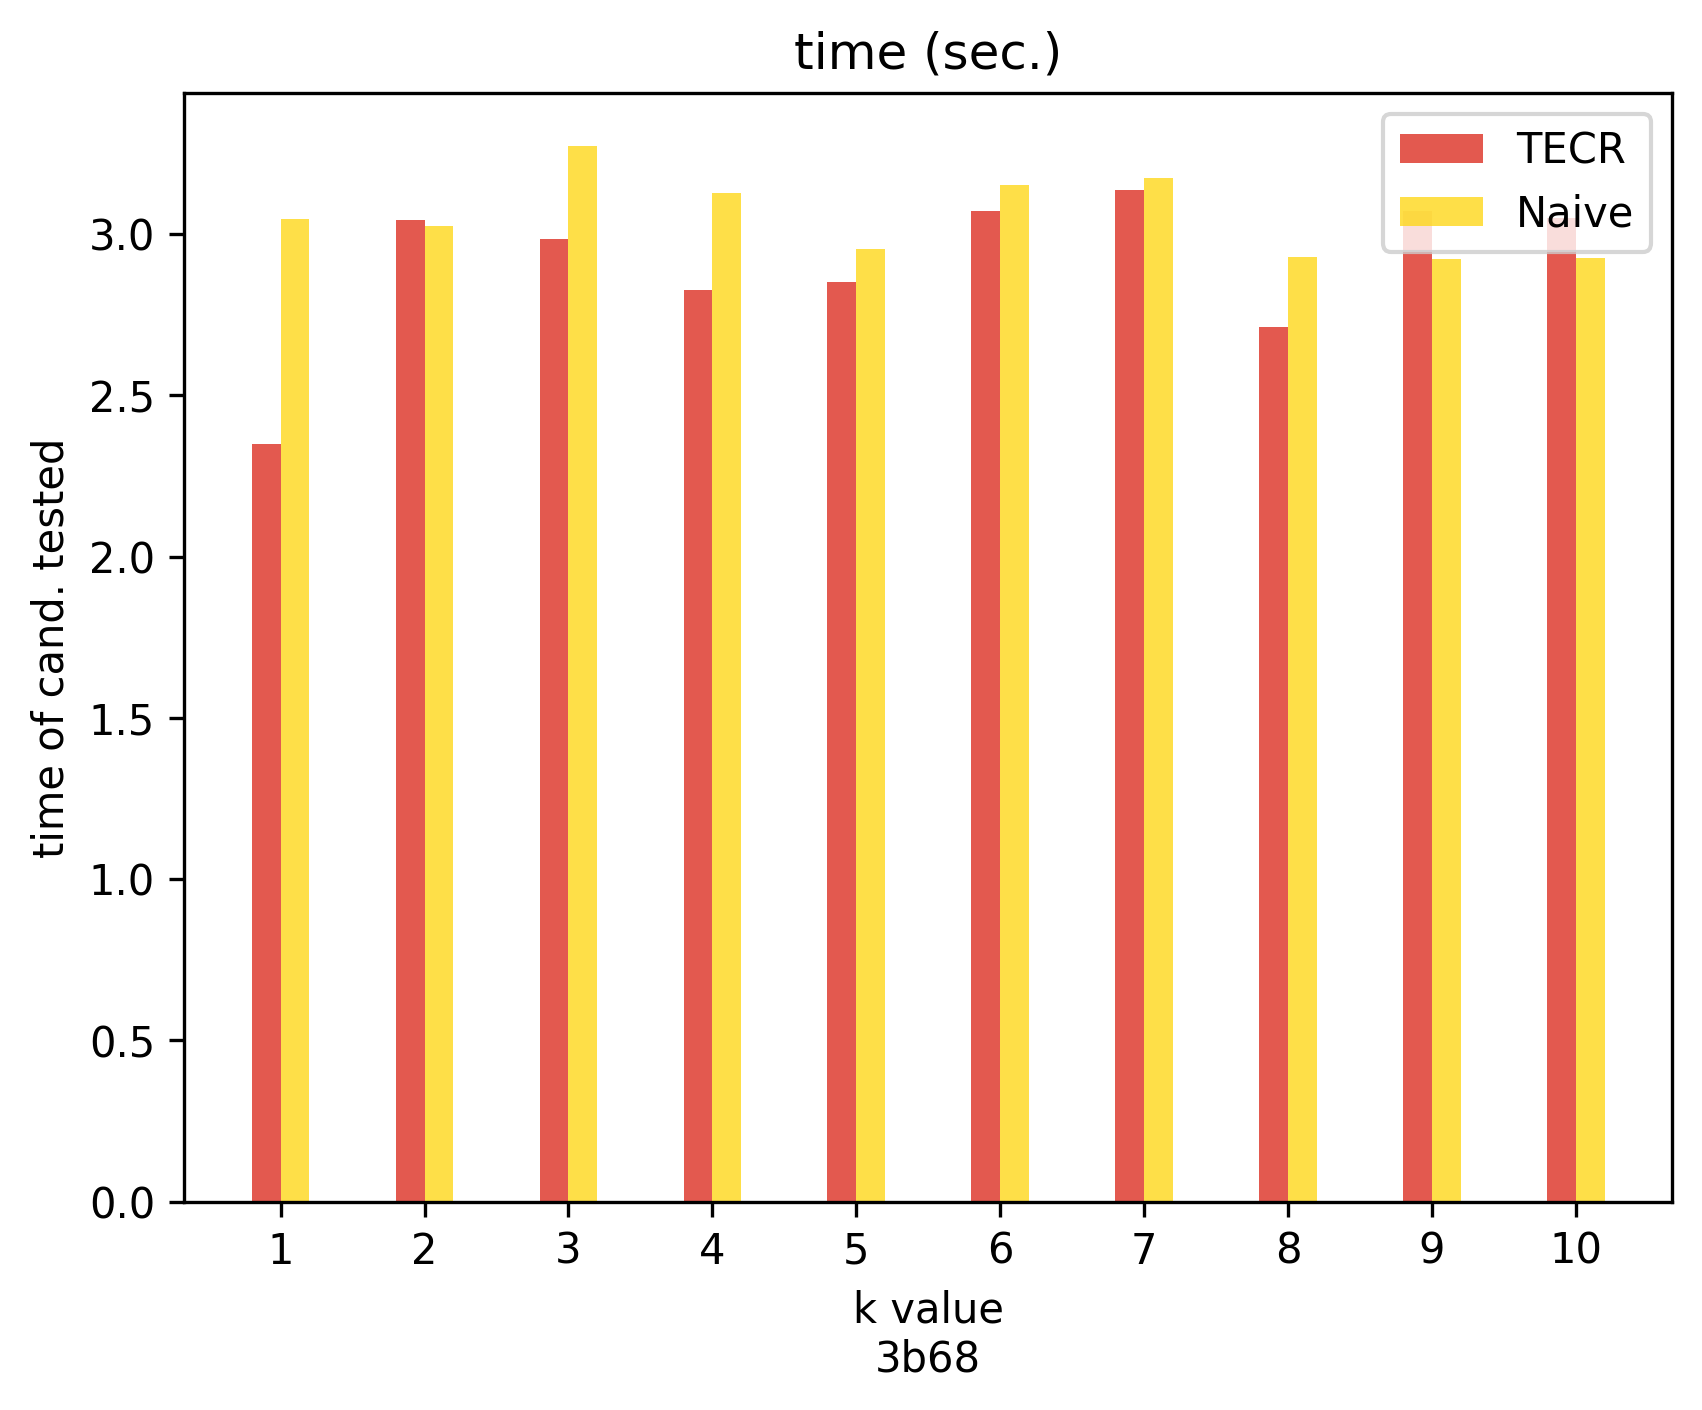 time (sec.)
TECR
Naive
time of cand. tested
3.0
2.5
2.0
1.5
1.0
0.5
0.0
1 2 3 4 5 6 7 8 9 10
k value
3b68